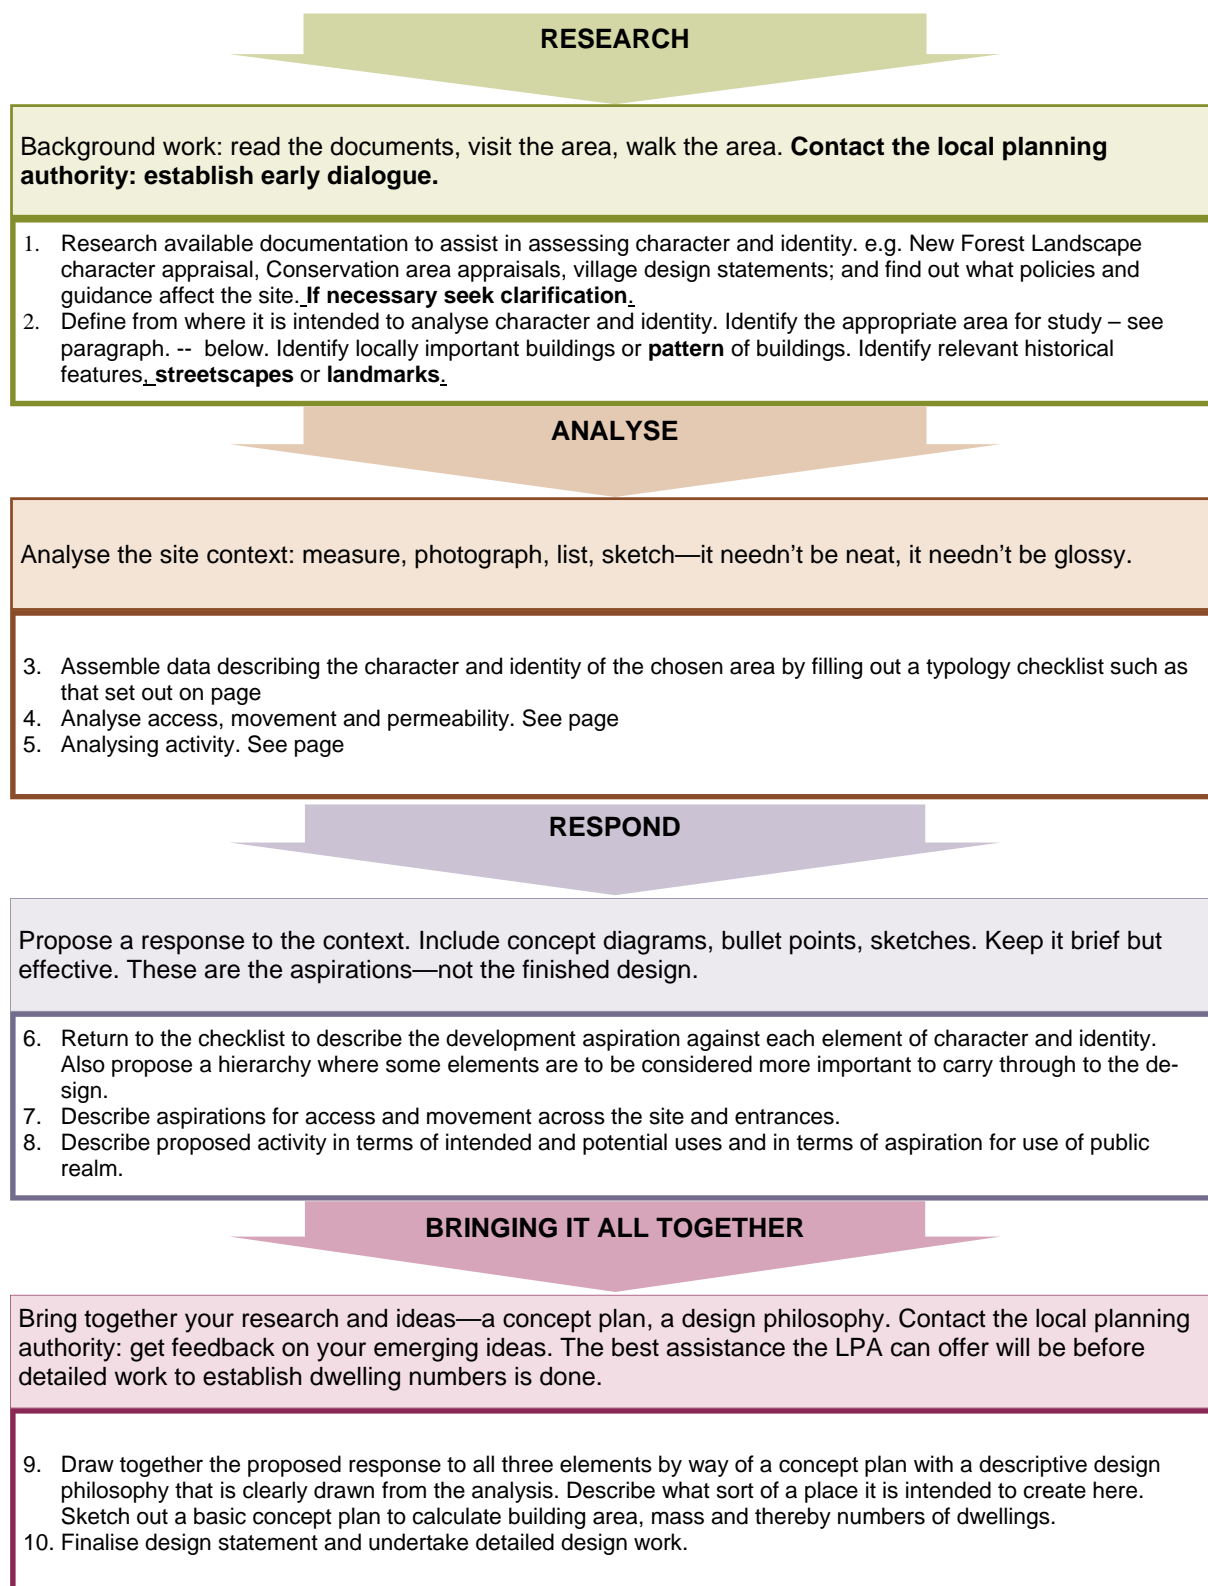 RESEARCH
Background work: read the documents, visit the area, walk the area. Contact the local planning
authority: establish early dialogue.
1. Research available documentation to assist in assessing character and identity. e.g. New Forest Landscape
character appraisal, Conservation area appraisals, village design statements; and find out what policies and
guidance affect the site. If necessary seek clarification.
2. Define from where it is intended to analyse character and identity. Identify the appropriate area for study – see
paragraph. -- below. Identify locally important buildings or pattern of buildings. Identify relevant historical
features, streetscapes or landmarks.
ANALYSE
Analyse the site context: measure, photograph, list, sketch—it needn't be neat, it needn't be glossy.
3. Assemble data describing the character and identity of the chosen area by filling out a typology checklist such as
that set out on page
4. Analyse access, movement and permeability. See page
5. Analysing activity. See page
RESPOND
Propose a response to the context. Include concept diagrams, bullet points, sketches. Keep it brief but
effective. These are the aspirations—not the finished design.
6. Return to the checklist to describe the development aspiration against each element of character and identity.
Also propose a hierarchy where some elements are to be considered more important to carry through to the de-
sign.
7. Describe aspirations for access and movement across the site and entrances.
8. Describe proposed activity in terms of intended and potential uses and in terms of aspiration for use of public
realm.
BRINGING IT ALL TOGETHER
Bring together your research and ideas—a concept plan, a design philosophy. Contact the local planning
authority: get feedback on your emerging ideas. The best assistance the LPA can offer will be before
detailed work to establish dwelling numbers is done.
9. Draw together the proposed response to all three elements by way of a concept plan with a descriptive design
philosophy that is clearly drawn from the analysis. Describe what sort of a place it is intended to create here.
Sketch out a basic concept plan to calculate building area, mass and thereby numbers of dwellings.
10. Finalise design statement and undertake detailed design work.